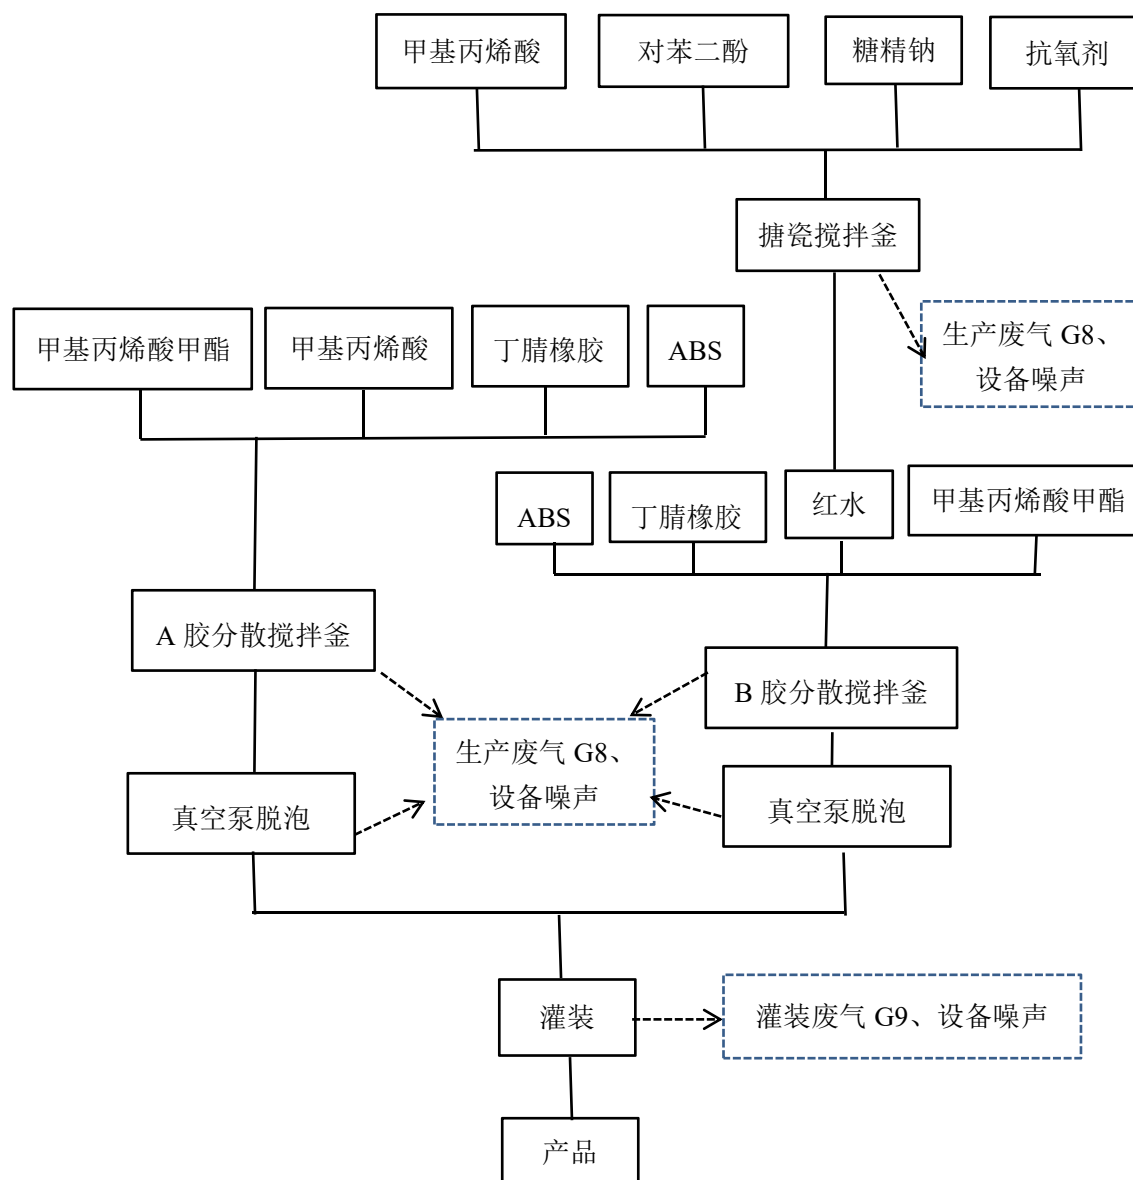 甲基丙烯酸
对苯二酚
糖精钠
抗氧剂
搪瓷搅拌釜
生产废气 G8、
设备噪声
甲基丙烯酸甲酯
甲基丙烯酸
丁腈橡胶
ABS
ABS
丁腈橡胶
红水
甲基丙烯酸甲酯
A 胶分散搅拌釜
B 胶分散搅拌釜
生产废气 G8、
设备噪声
真空泵脱泡
真空泵脱泡
灌装
灌装废气 G9、设备噪声
产品